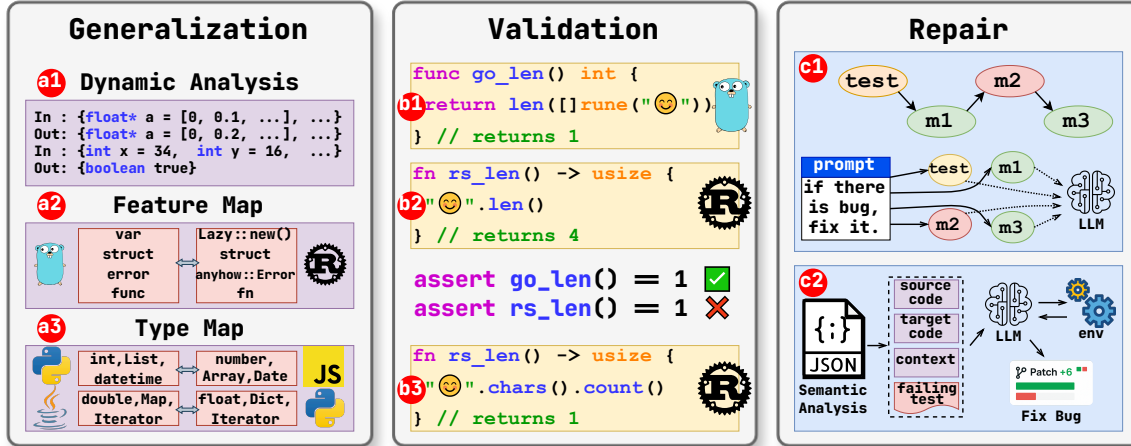 Generalization
a1 Dynamic Analysis
In : {float* a = [0, 0.1, ...], ...}
Out: {float* a = [0, 0.2, ...], ...}
In : {int x = 34, int y = 16, ...}
Out: {boolean true}
a2 Feature Map
var
struct
error
func
Lazy::new()
struct
anyhow::Error
fn
R
a3 Type Map
int,List,
datetime
number,
Array,Date
JS
double,Map,
Iterator
float,Dict,
Iterator
Validation
func go_len() int {
b1 return len([]rune("😊"))
} // returns 1
fn rs_len() -> usize {
b2 "😊".len()
} // returns 4
R
assert go_len() == 1 ✅
assert rs_len() == 1 ❌
fn rs_len() -> usize {
b3 "😊".chars().count()
} // returns 1
R
Repair
c1
test
m1
m2
m3
prompt
if there
is bug,
fix it.
test
m1
m2
m3
LLM
c2
{;}
JSON
Semantic
Analysis
source
code
target
code
context
failing
test
LLM
env
Patch +6
Fix Bug